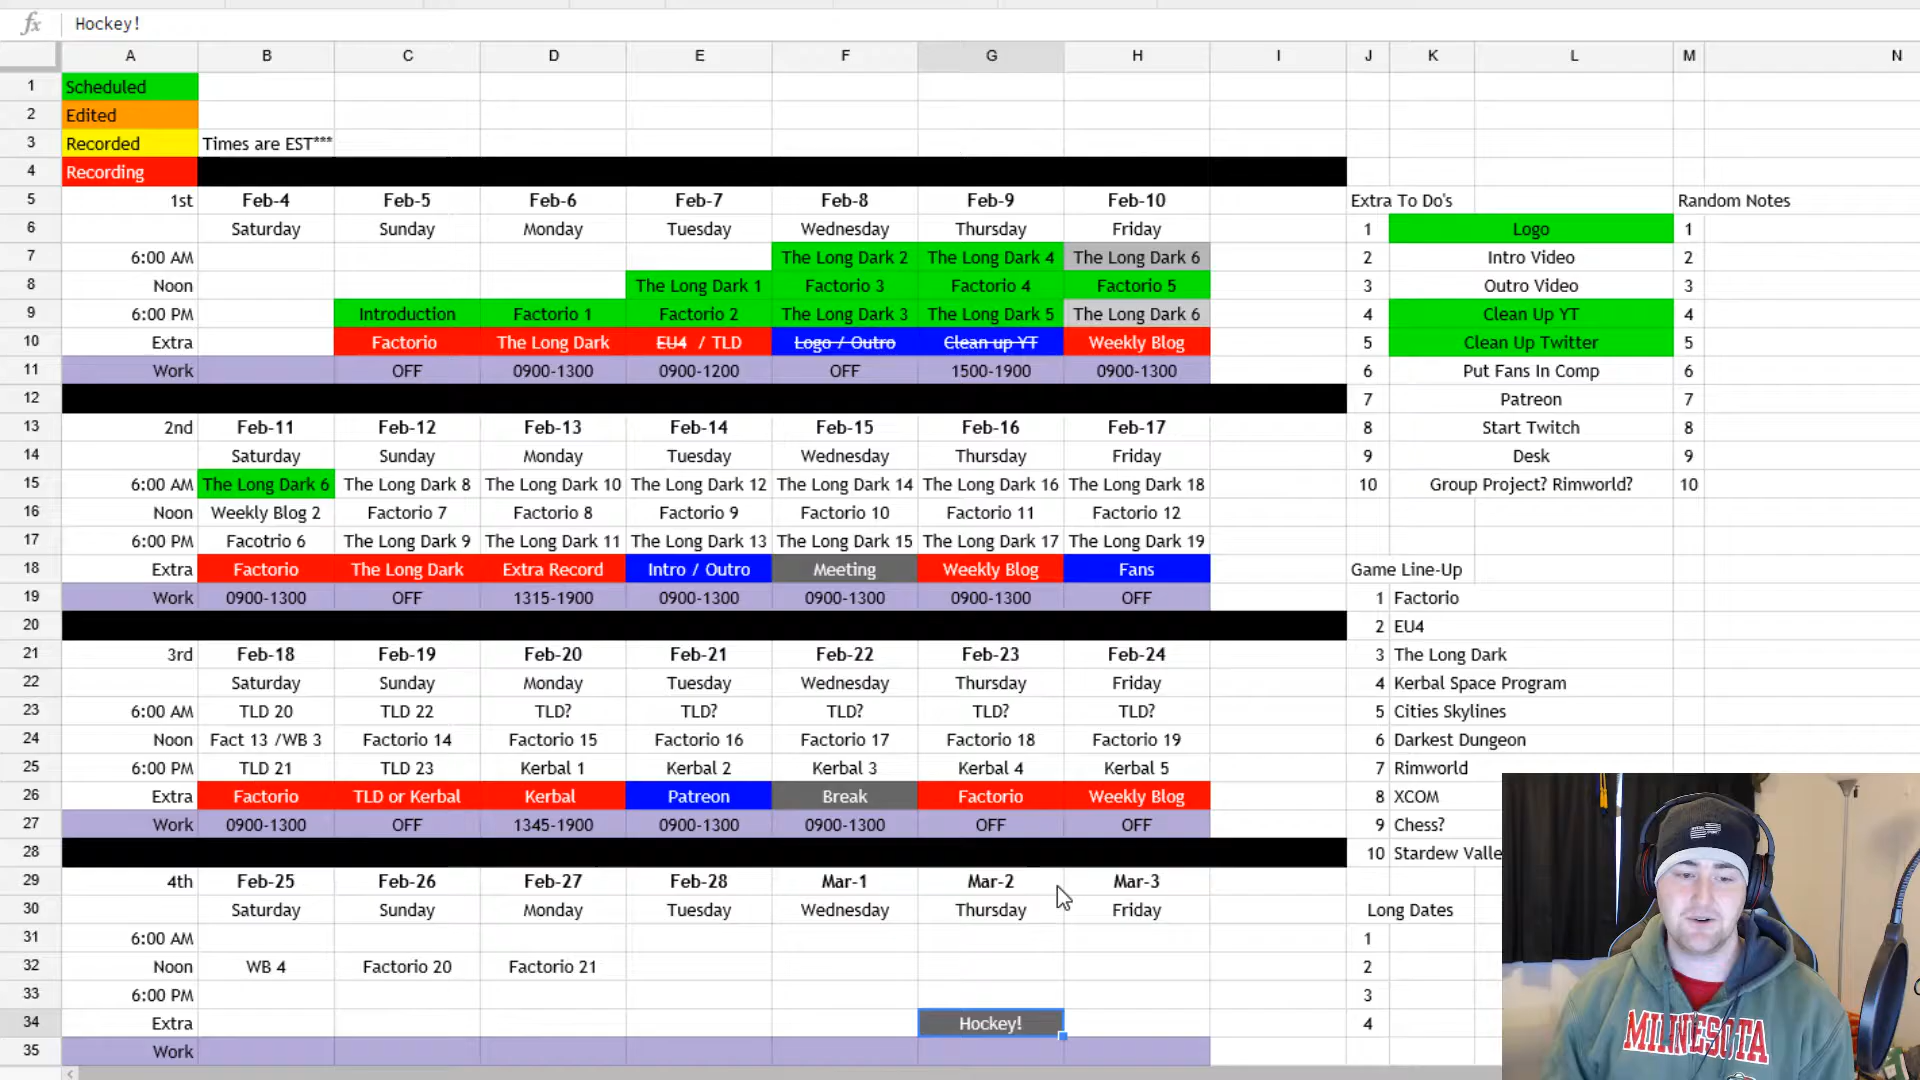 fx Hockey!
A B C D E F G H I J K L M N
1 Scheduled
2 Edited
3 Recorded Times are EST***
4 Recording
5 1st Feb-4 Feb-5 Feb-6 Feb-7 Feb-8 Feb-9 Feb-10 Extra To Do's Random Notes
6 Saturday Sunday Monday Tuesday Wednesday Thursday Friday 1 Logo 1
7 6:00 AM The Long Dark 2 The Long Dark 4 The Long Dark 6 2 Intro Video 2
8 Noon The Long Dark 1 Factorio 3 Factorio 4 Factorio 5 3 Outro Video 3
9 6:00 PM Introduction Factorio 1 Factorio 2 The Long Dark 3 The Long Dark 5 The Long Dark 6 4 Clean Up YT 4
10 Extra Factorio The Long Dark EU4 / TLD Logo / Outro Clean up YT Weekly Blog 5 Clean Up Twitter 5
11 Work OFF 0900-1300 0900-1200 OFF 1500-1900 0900-1300 6 Put Fans In Comp 6
12 7 Patreon 7
13 2nd Feb-11 Feb-12 Feb-13 Feb-14 Feb-15 Feb-16 Feb-17 8 Start Twitch 8
14 Saturday Sunday Monday Tuesday Wednesday Thursday Friday 9 Desk 9
15 6:00 AM The Long Dark 6 The Long Dark 8 The Long Dark 10 The Long Dark 12 The Long Dark 14 The Long Dark 16 The Long Dark 18 10 Group Project? Rimworld? 10
16 Noon Weekly Blog 2 Factorio 7 Factorio 8 Factorio 9 Factorio 10 Factorio 11 Factorio 12
17 6:00 PM Facotrio 6 The Long Dark 9 The Long Dark 11 The Long Dark 13 The Long Dark 15 The Long Dark 17 The Long Dark 19
18 Extra Factorio The Long Dark Extra Record Intro / Outro Meeting Weekly Blog Fans Game Line-Up
19 Work 0900-1300 OFF 1315-1900 0900-1300 0900-1300 0900-1300 OFF 1 Factorio
20 2 EU4
21 3rd Feb-18 Feb-19 Feb-20 Feb-21 Feb-22 Feb-23 Feb-24 3 The Long Dark
22 Saturday Sunday Monday Tuesday Wednesday Thursday Friday 4 Kerbal Space Program
23 6:00 AM TLD 20 TLD 22 TLD? TLD? TLD? TLD? TLD? 5 Cities Skylines
24 Noon Fact 13 /WB 3 Factorio 14 Factorio 15 Factorio 16 Factorio 17 Factorio 18 Factorio 19 6 Darkest Dungeon
25 6:00 PM TLD 21 TLD 23 Kerbal 1 Kerbal 2 Kerbal 3 Kerbal 4 Kerbal 5 7 Rimworld
26 Extra Factorio TLD or Kerbal Kerbal Patreon Break Factorio Weekly Blog 8 XCOM
27 Work 0900-1300 OFF 1345-1900 0900-1300 0900-1300 OFF OFF 9 Chess?
28 10 Stardew Valle
29 4th Feb-25 Feb-26 Feb-27 Feb-28 Mar-1 Mar-2 Mar-3
30 Saturday Sunday Monday Tuesday Wednesday Thursday Friday Long Dates
31 6:00 AM 1
32 Noon WB 4 Factorio 20 Factorio 21 2
33 6:00 PM 3
34 Extra Hockey! 4
35 Work
MINNESOTA